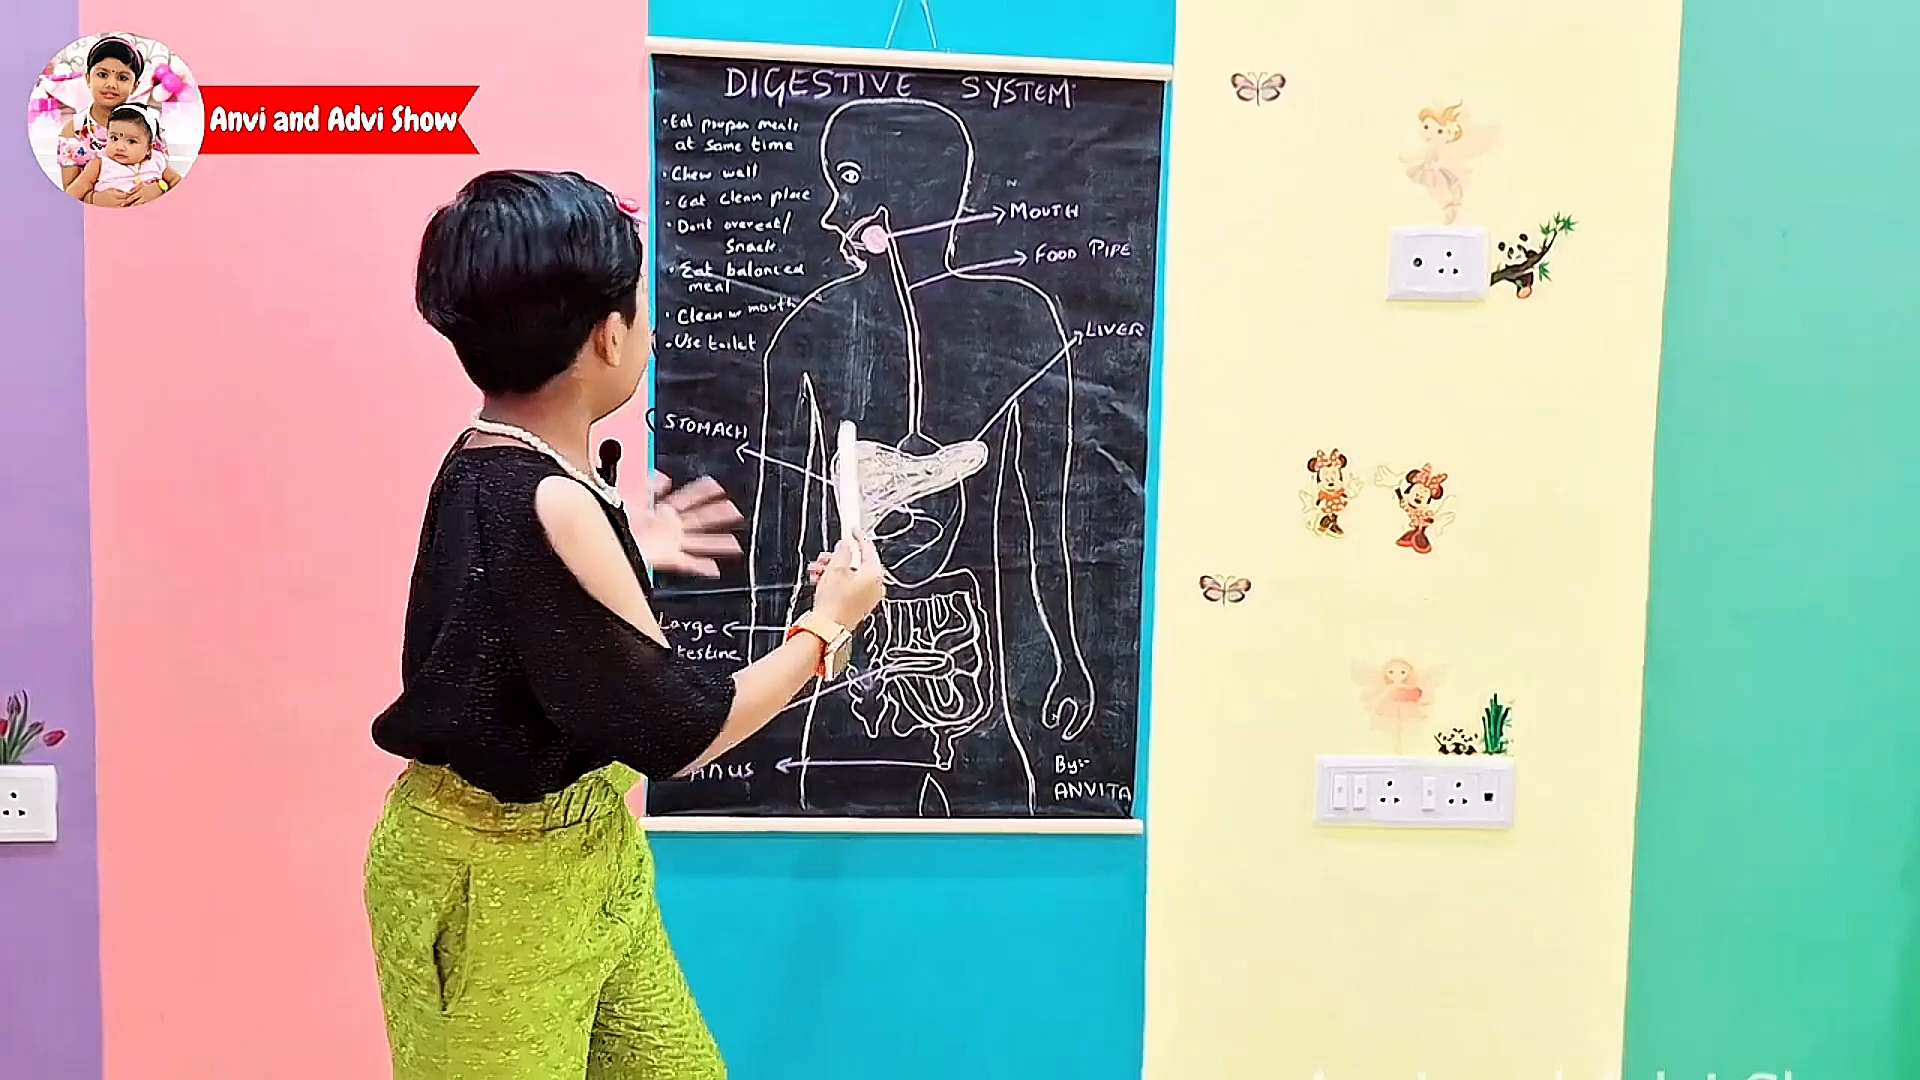 Anvi and Advi Show
DIGESTIVE SYSTEM
• Eat proper meals
at same time
• Chew well
• Eat clean place
• Dont overeat/
Snack
• Eat balanced
meal
• Clean mouth
• Use toilet
MOUTH
FOOD PIPE
LIVER
STOMACH
Large
testine
ANUS
By:-
ANVITA